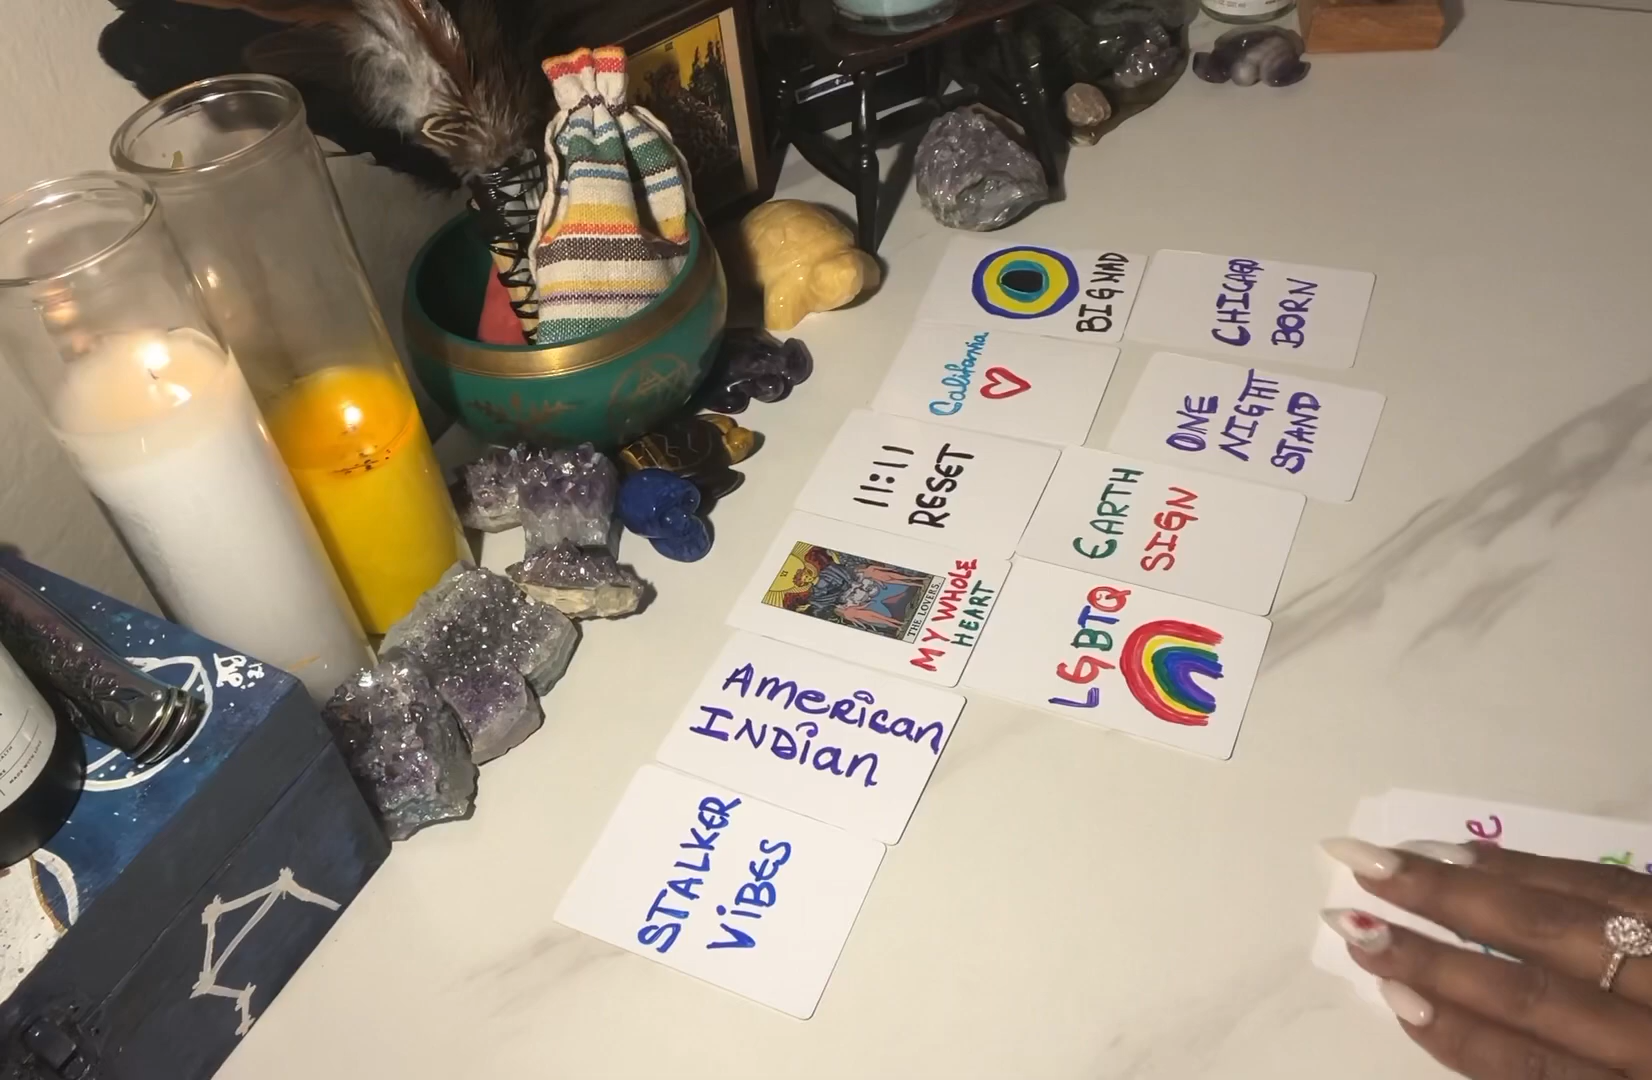 BIG MAD
CHICAGO
BORN
California
ONE
NIGHT
STAND
11:11
RESET
EARTH
SIGN
THE LOVERS.
MY WHOLE
HEART
LGBTQ
AMERICAN
INDIAN
STALKER
VIBES